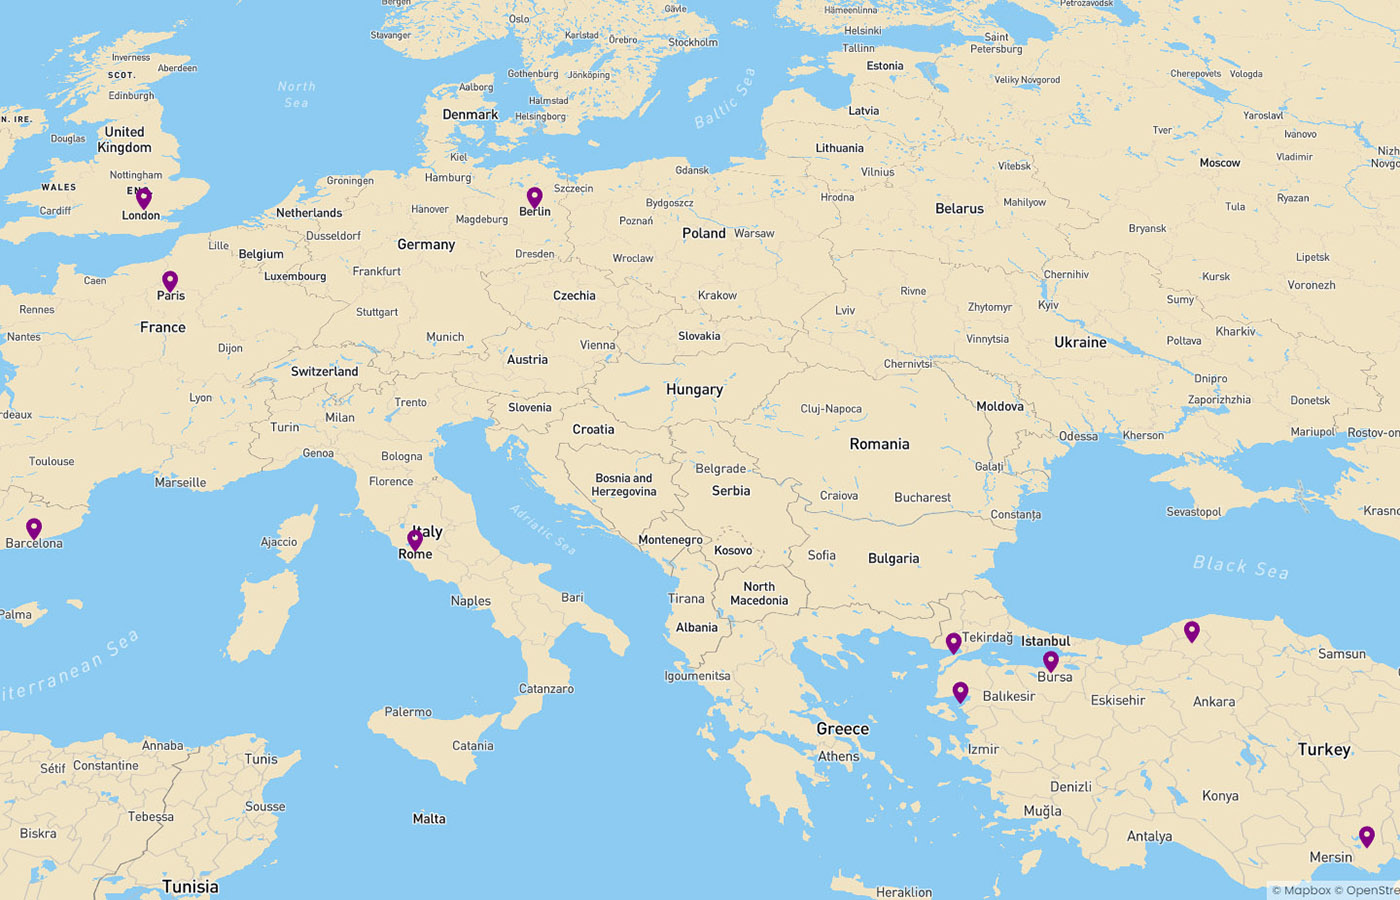 Bergen
Oslo
Gävle
Hämeenlinna
Petrozavodsk
Stavanger
Karlstad
Örebro
Stockholm
Helsinki
Tallinn
Saint
Petersburg
Inverness
SCOT.
Aberdeen
North
Sea
Gothenburg
Jönköping
Estonia
Veliky Novgorod
Cherepovets
Vologda
Edinburgh
Aalborg
Halmstad
Helsingborg
Baltic Sea
Denmark
Latvia
N. IRE.
Douglas
United
Kingdom
Yaroslavl
Tver
Ivanovo
Kiel
Lithuania
Vilnius
Vitebsk
Moscow
Vladimir
Nizh
Novgo
Nottingham
WALES
ENG.
Cardiff
London
Groningen
Hamburg
Szczecin
Gdansk
Hrodna
Mahilyow
Tula
Ryazan
Netherlands
Hanover
Magdeburg
Berlin
Bydgoszcz
Poznań
Belarus
Bryansk
Lille
Belgium
Dusseldorf
Germany
Dresden
Poland
Warsaw
Wroclaw
Lipetsk
Caen
Paris
Luxembourg
Frankfurt
Czechia
Krakow
Rivne
Chernihiv
Kursk
Voronezh
Rennes
France
Stuttgart
Lviv
Zhytomyr
Kyiv
Sumy
Nantes
Dijon
Munich
Vienna
Slovakia
Vinnytsia
Ukraine
Poltava
Kharkiv
Switzerland
Austria
Chernivtsi
Dnipro
Lyon
Hungary
Zaporizhzhia
Donetsk
rdeaux
Turin
Milan
Trento
Slovenia
Cluj-Napoca
Moldova
Croatia
Romania
Odessa
Kherson
Mariupol
Rostov-on
Toulouse
Genoa
Bologna
Belgrade
Galați
Marseille
Florence
Bosnia and
Herzegovina
Serbia
Craiova
Bucharest
Constanța
Sevastopol
Krasno
Barcelona
Ajaccio
Italy
Rome
Adriatic Sea
Montenegro
Kosovo
Sofia
Bulgaria
Black Sea
Palma
Naples
Bari
Tirana
North
Macedonia
Albania
Tekirdağ
Istanbul
Samsun
iterranean Sea
Igoumenitsa
Bursa
Catanzaro
Balıkesir
Eskisehir
Ankara
Palermo
Greece
Annaba
Catania
Athens
Izmir
Turkey
Sétif
Constantine
Tunis
Denizli
Konya
Sousse
Muğla
Tebessa
Malta
Biskra
Antalya
Mersin
Tunisia
Heraklion
© Mapbox © OpenStre